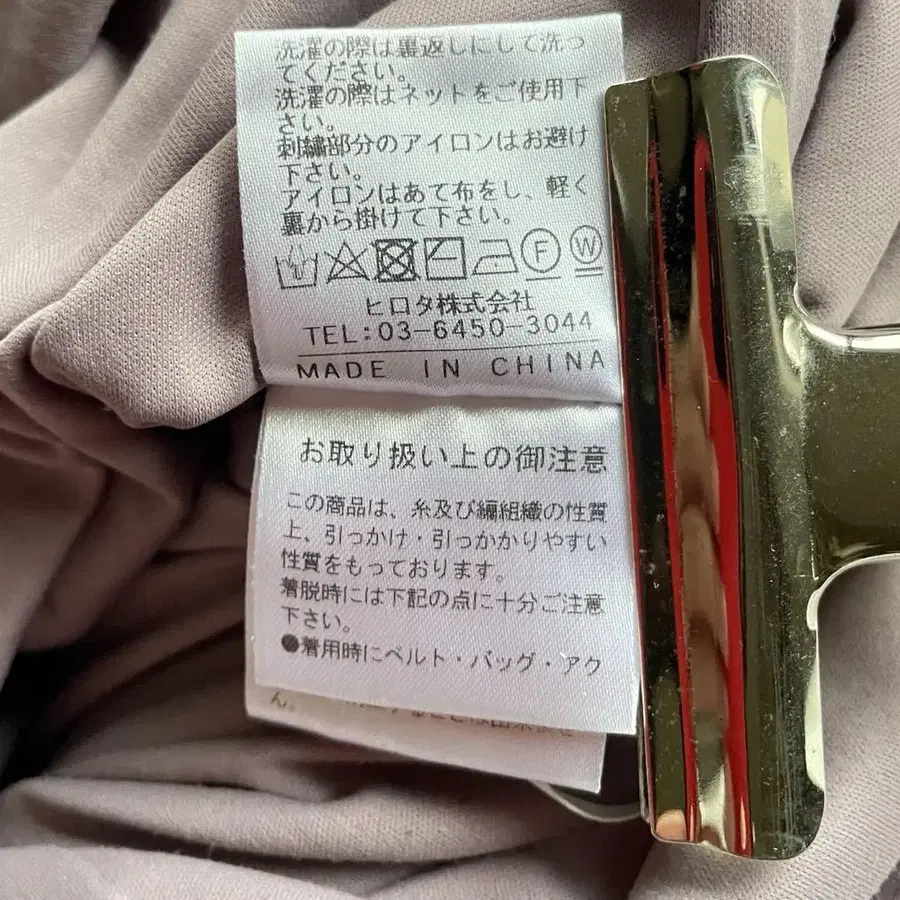 洗濯の際は裏返しにして洗っ
てください。
洗濯の際はネットをご使用下
さい。
刺繍部分のアイロンはお避け
下さい。
アイロンはあて布をし、軽く
裏から掛けて下さい。
F W
ヒロタ株式会社
TEL:03-6450-3044
MADE IN CHINA
お取り扱い上の御注意
この商品は、糸及び編組織の性質
上、引っかけ・引っかかりやすい
性質をもっております。
着脱時には下記の点に十分ご注意
下さい。
●着用時にベルト・バッグ・アク
ん。